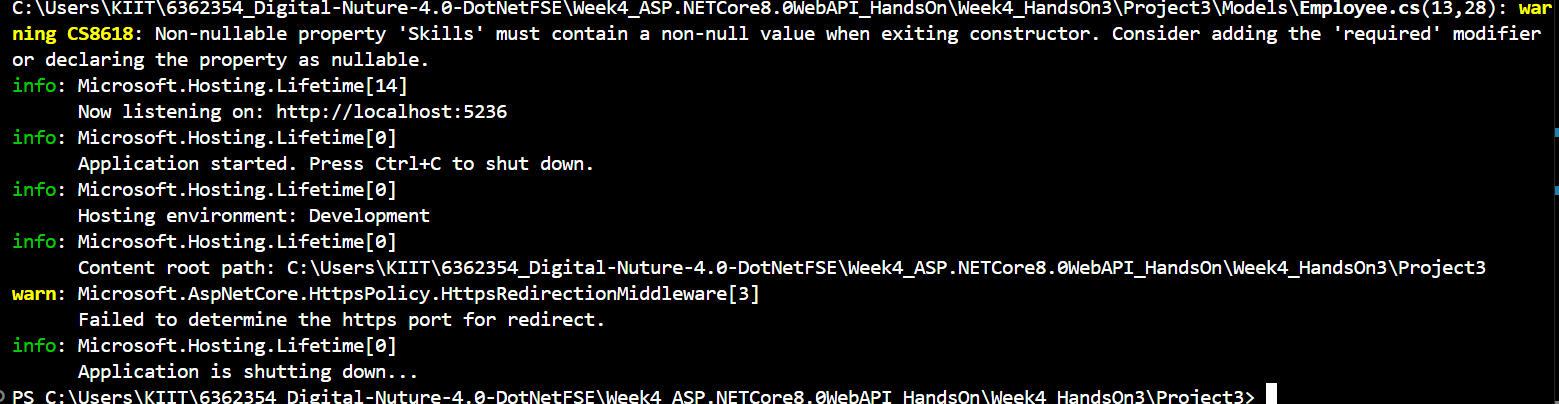 C:\Users\KIIT\6362354_Digital-Nuture-4.0-DotNetFSE\Week4_ASP.NETCore8.0WebAPI_HandsOn\Week4_HandsOn3\Project3\Models\Employee.cs(13,28): war
ning CS8618: Non-nullable property 'Skills' must contain a non-null value when exiting constructor. Consider adding the 'required' modifier
or declaring the property as nullable.
info: Microsoft.Hosting.Lifetime[14]
Now listening on: http://localhost:5236
info: Microsoft.Hosting.Lifetime[0]
Application started. Press Ctrl+C to shut down.
info: Microsoft.Hosting.Lifetime[0]
Hosting environment: Development
info: Microsoft.Hosting.Lifetime[0]
Content root path: C:\Users\KIIT\6362354_Digital-Nuture-4.0-DotNetFSE\Week4_ASP.NETCore8.0WebAPI_HandsOn\Week4_HandsOn3\Project3
warn: Microsoft.AspNetCore.HttpsPolicy.HttpsRedirectionMiddleware[3]
Failed to determine the https port for redirect.
info: Microsoft.Hosting.Lifetime[0]
Application is shutting down...
PS C:\Users\KIIT\6362354_Digital-Nuture-4.0-DotNetFSE\Week4_ASP.NETCore8.0WebAPI_HandsOn\Week4_HandsOn3\Project3>